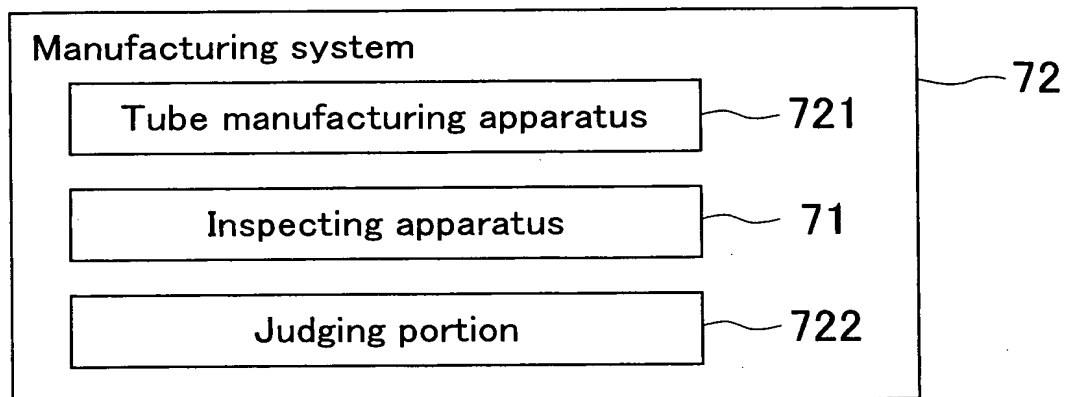 Manufacturing system
72
Tube manufacturing apparatus
721
Inspecting apparatus
71
Judging portion
722